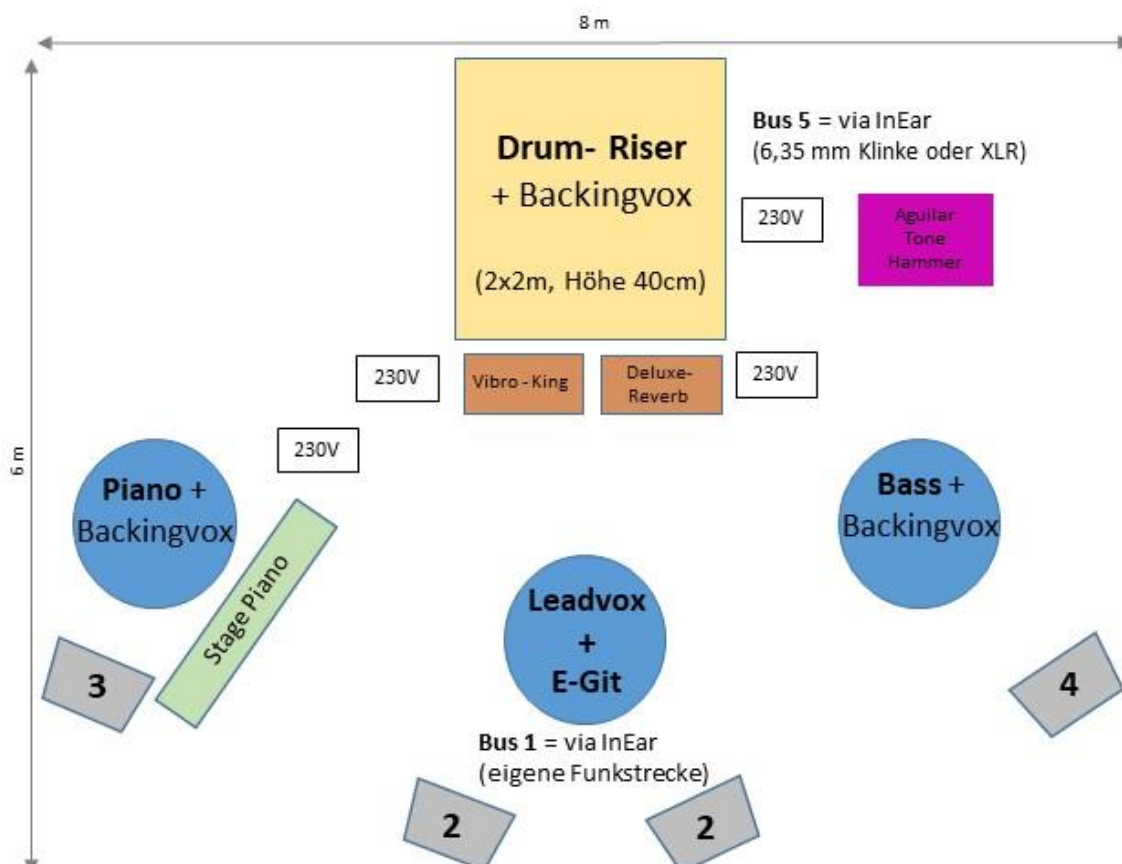 8 m
6 m
Drum- Riser
+ Backingvox
(2x2m, Höhe 40cm)
Bus 5 = via InEar
(6,35 mm Klinke oder XLR)
230V
Aguilar
Tone
Hammer
230V
Vibro - King
Deluxe-
Reverb
230V
230V
Piano +
Backingvox
Stage Piano
Bass +
Backingvox
Leadvox
+
E-Git
Bus 1 = via InEar
(eigene Funkstrecke)
3
4
2
2